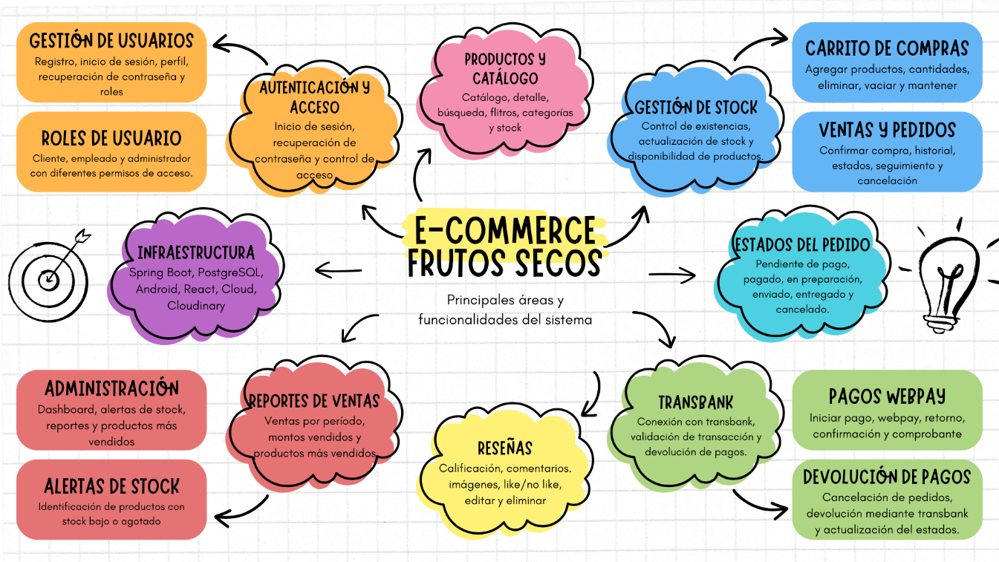 GESTIÓN DE USUARIOS
Registro, inicio de sesión, perfil,
recuperación de contraseña y
roles
ROLES DE USUARIO
Cliente, empleado y administrador
con diferentes permisos de acceso.
AUTENTICACIÓN Y
ACCESO
Inicio de sesión,
recuperación de
contraseña y control de
acceso
PRODUCTOS Y
CATÁLOGO
Catálogo, detalle,
búsqueda, flitros, categorías
y stock
GESTIÓN DE STOCK
Control de existencias,
actualización de stock y
disponibilidad de productos.
CARRITO DE COMPRAS
Agregar productos, cantidades,
eliminar, vaciar y mantener
VENTAS Y PEDIDOS
Confirmar compra, historial,
estados, seguimiento y
cancelación
INFRAESTRUCTURA
Spring Boot, PostgreSQL,
Android, React, Cloud,
Cloudinary
E-COMMERCE
FRUTOS SECOS
Principales áreas y
funcionalidades del sistema
ESTADOS DEL PEDIDO
Pendiente de pago,
pagado, en preparación,
enviado, entregado y
cancelado.
ADMINISTRACIÓN
Dashboard, alertas de stock,
reportes y productos más
vendidos
ALERTAS DE STOCK
Identificación de productos con
stock bajo o agotado
REPORTES DE VENTAS
Ventas por período,
montos vendidos y
productos más vendidos
RESEÑAS
Calificación, comentarios.
imágenes, like/no like,
editar y eliminar
TRANSBANK
Conexión con transbank,
validación de transacción y
devolución de pagos.
PAGOS WEBPAY
Iniciar pago, webpay, retorno,
confirmación y comprobante
DEVOLUCIÓN DE PAGOS
Cancelación de pedidos,
devolución mediante transbank
y actualización del estados.